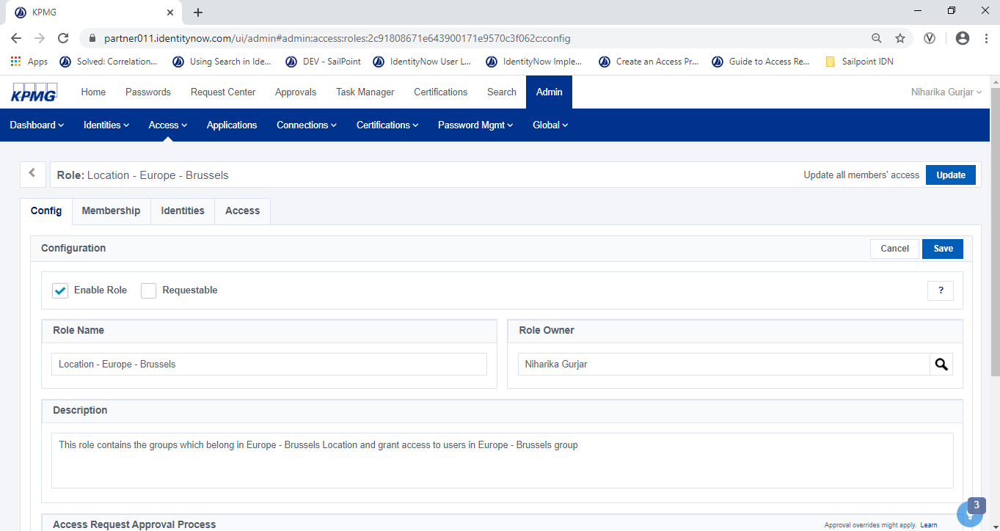 KPMG
partner011.identitynow.com/ui/admin#admin:access:roles:2c91808671e643900171e9570c3f062c:config
Apps Solved: Correlation... Using Search in Ide... DEV - SailPoint IdentityNow User L... IdentityNow Imple... Create an Access Pr... Guide to Access Re... Sailpoint IDN
KPMG Home Passwords Request Center Approvals Task Manager Certifications Search Admin Niharika Gurjar
Dashboard Identities Access Applications Connections Certifications Password Mgmt Global
Role: Location - Europe - Brussels Update all members' access Update
Config Membership Identities Access
Configuration Cancel Save
Enable Role Requestable ?
Role Name Role Owner
Location - Europe - Brussels Niharika Gurjar
Description
This role contains the groups which belong in Europe - Brussels Location and grant access to users in Europe - Brussels group
3
Access Request Approval Process Approval overrides might apply. Learn